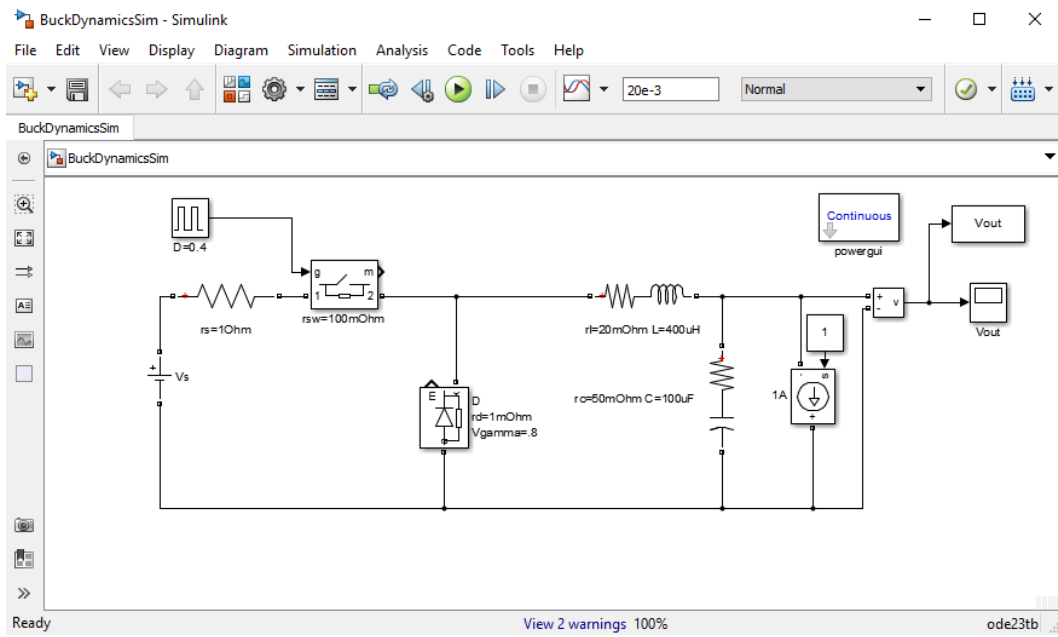 BuckDynamicsSim - Simulink
File Edit View Display Diagram Simulation Analysis Code Tools Help
20e-3 Normal
BuckDynamicsSim
BuckDynamicsSim
D=0.4
Continuous
powergui
Vout
g m
1 2
rs=1Ohm
rsw=100mOhm
rl=20mOhm L=400uH
+
-
v
Vout
1
+
Vs
m
D
rd=1mOhm
Vgamma=.8
rc=50mOhm C=100uF
1A
-
s
+
Ready View 2 warnings 100% ode23tb